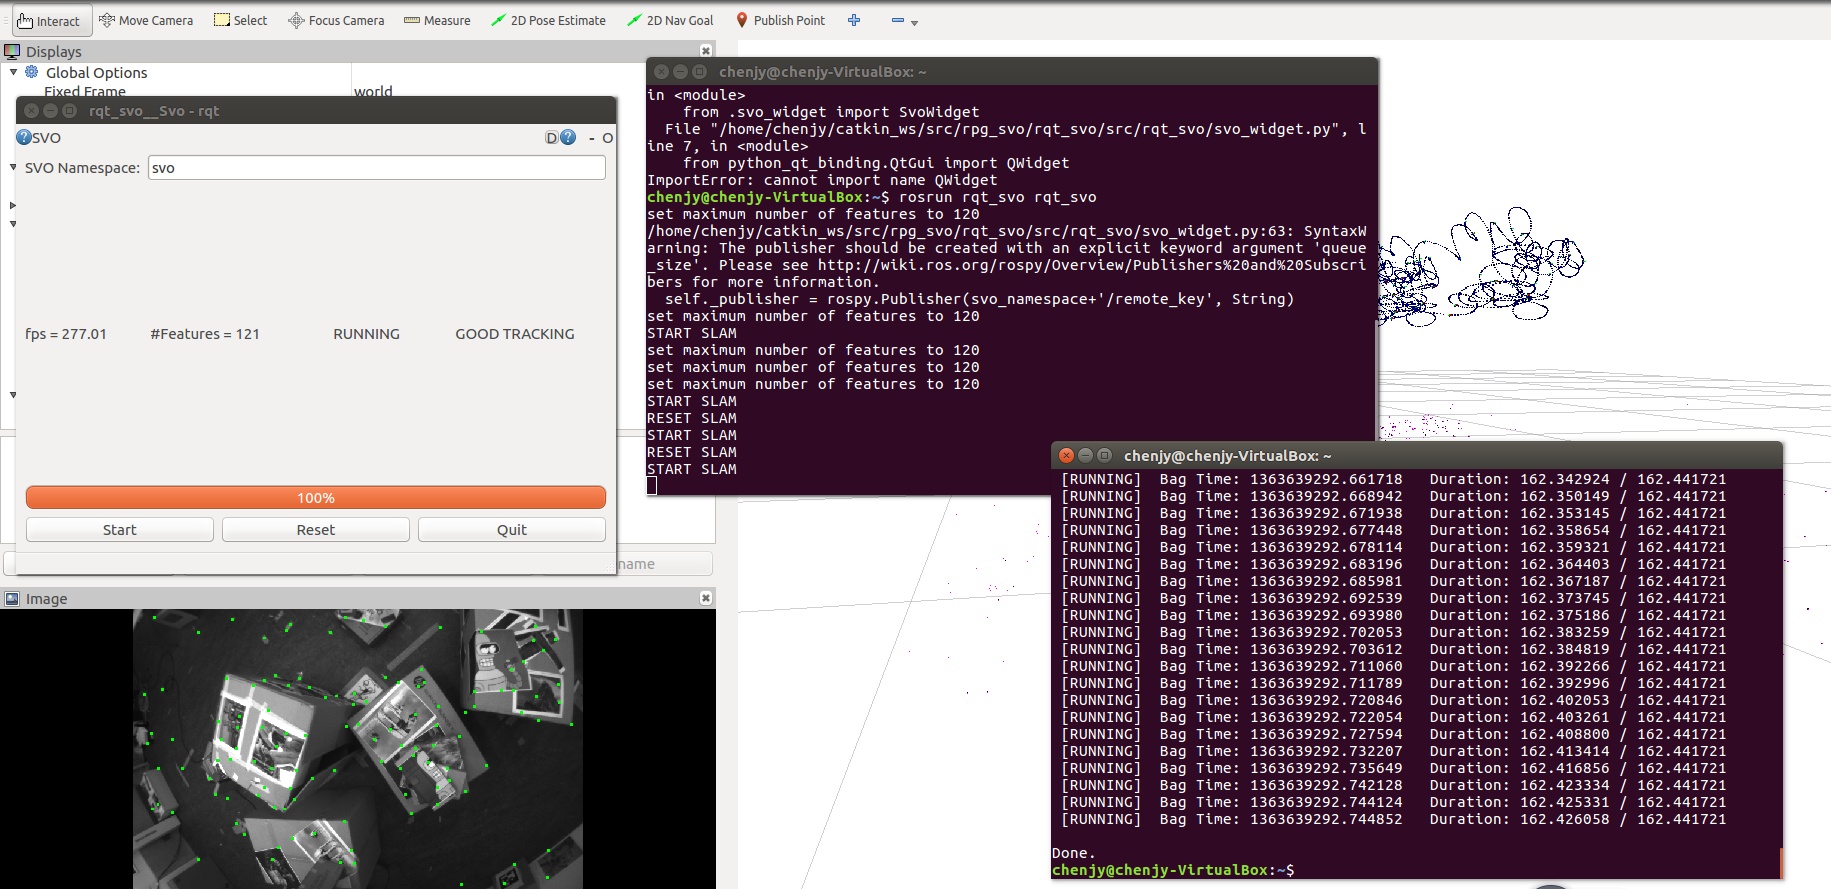 Interact Move Camera Select Focus Camera Measure 2D Pose Estimate 2D Nav Goal Publish Point
Displays
Global Options
Fixed Frame world
rqt_svo__Svo - rqt
SVO D - O
SVO Namespace: svo
fps = 277.01 #Features = 121 RUNNING GOOD TRACKING
100%
Start Reset Quit
name
Image
chenjy@chenjy-VirtualBox: ~
in <module>
from .svo_widget import SvoWidget
File "/home/chenjy/catkin_ws/src/rpg_svo/rqt_svo/src/rqt_svo/svo_widget.py", l
ine 7, in <module>
from python_qt_binding.QtGui import QWidget
ImportError: cannot import name QWidget
chenjy@chenjy-VirtualBox:~$ rosrun rqt_svo rqt_svo
set maximum number of features to 120
/home/chenjy/catkin_ws/src/rpg_svo/rqt_svo/src/rqt_svo/svo_widget.py:63: SyntaxW
arning: The publisher should be created with an explicit keyword argument 'queue
_size'. Please see http://wiki.ros.org/rospy/Overview/Publishers%20and%20Subscri
bers for more information.
self._publisher = rospy.Publisher(svo_namespace+'/remote_key', String)
set maximum number of features to 120
START SLAM
set maximum number of features to 120
set maximum number of features to 120
set maximum number of features to 120
START SLAM
RESET SLAM
START SLAM
RESET SLAM
START SLAM
chenjy@chenjy-VirtualBox: ~
[RUNNING] Bag Time: 1363639292.661718 Duration: 162.342924 / 162.441721
[RUNNING] Bag Time: 1363639292.668942 Duration: 162.350149 / 162.441721
[RUNNING] Bag Time: 1363639292.671938 Duration: 162.353145 / 162.441721
[RUNNING] Bag Time: 1363639292.677448 Duration: 162.358654 / 162.441721
[RUNNING] Bag Time: 1363639292.678114 Duration: 162.359321 / 162.441721
[RUNNING] Bag Time: 1363639292.683196 Duration: 162.364403 / 162.441721
[RUNNING] Bag Time: 1363639292.685981 Duration: 162.367187 / 162.441721
[RUNNING] Bag Time: 1363639292.692539 Duration: 162.373745 / 162.441721
[RUNNING] Bag Time: 1363639292.693980 Duration: 162.375186 / 162.441721
[RUNNING] Bag Time: 1363639292.702053 Duration: 162.383259 / 162.441721
[RUNNING] Bag Time: 1363639292.703612 Duration: 162.384819 / 162.441721
[RUNNING] Bag Time: 1363639292.711060 Duration: 162.392266 / 162.441721
[RUNNING] Bag Time: 1363639292.711789 Duration: 162.392996 / 162.441721
[RUNNING] Bag Time: 1363639292.720846 Duration: 162.402053 / 162.441721
[RUNNING] Bag Time: 1363639292.722054 Duration: 162.403261 / 162.441721
[RUNNING] Bag Time: 1363639292.727594 Duration: 162.408800 / 162.441721
[RUNNING] Bag Time: 1363639292.732207 Duration: 162.413414 / 162.441721
[RUNNING] Bag Time: 1363639292.735649 Duration: 162.416856 / 162.441721
[RUNNING] Bag Time: 1363639292.742128 Duration: 162.423334 / 162.441721
[RUNNING] Bag Time: 1363639292.744124 Duration: 162.425331 / 162.441721
[RUNNING] Bag Time: 1363639292.744852 Duration: 162.426058 / 162.441721
Done.
chenjy@chenjy-VirtualBox:~$